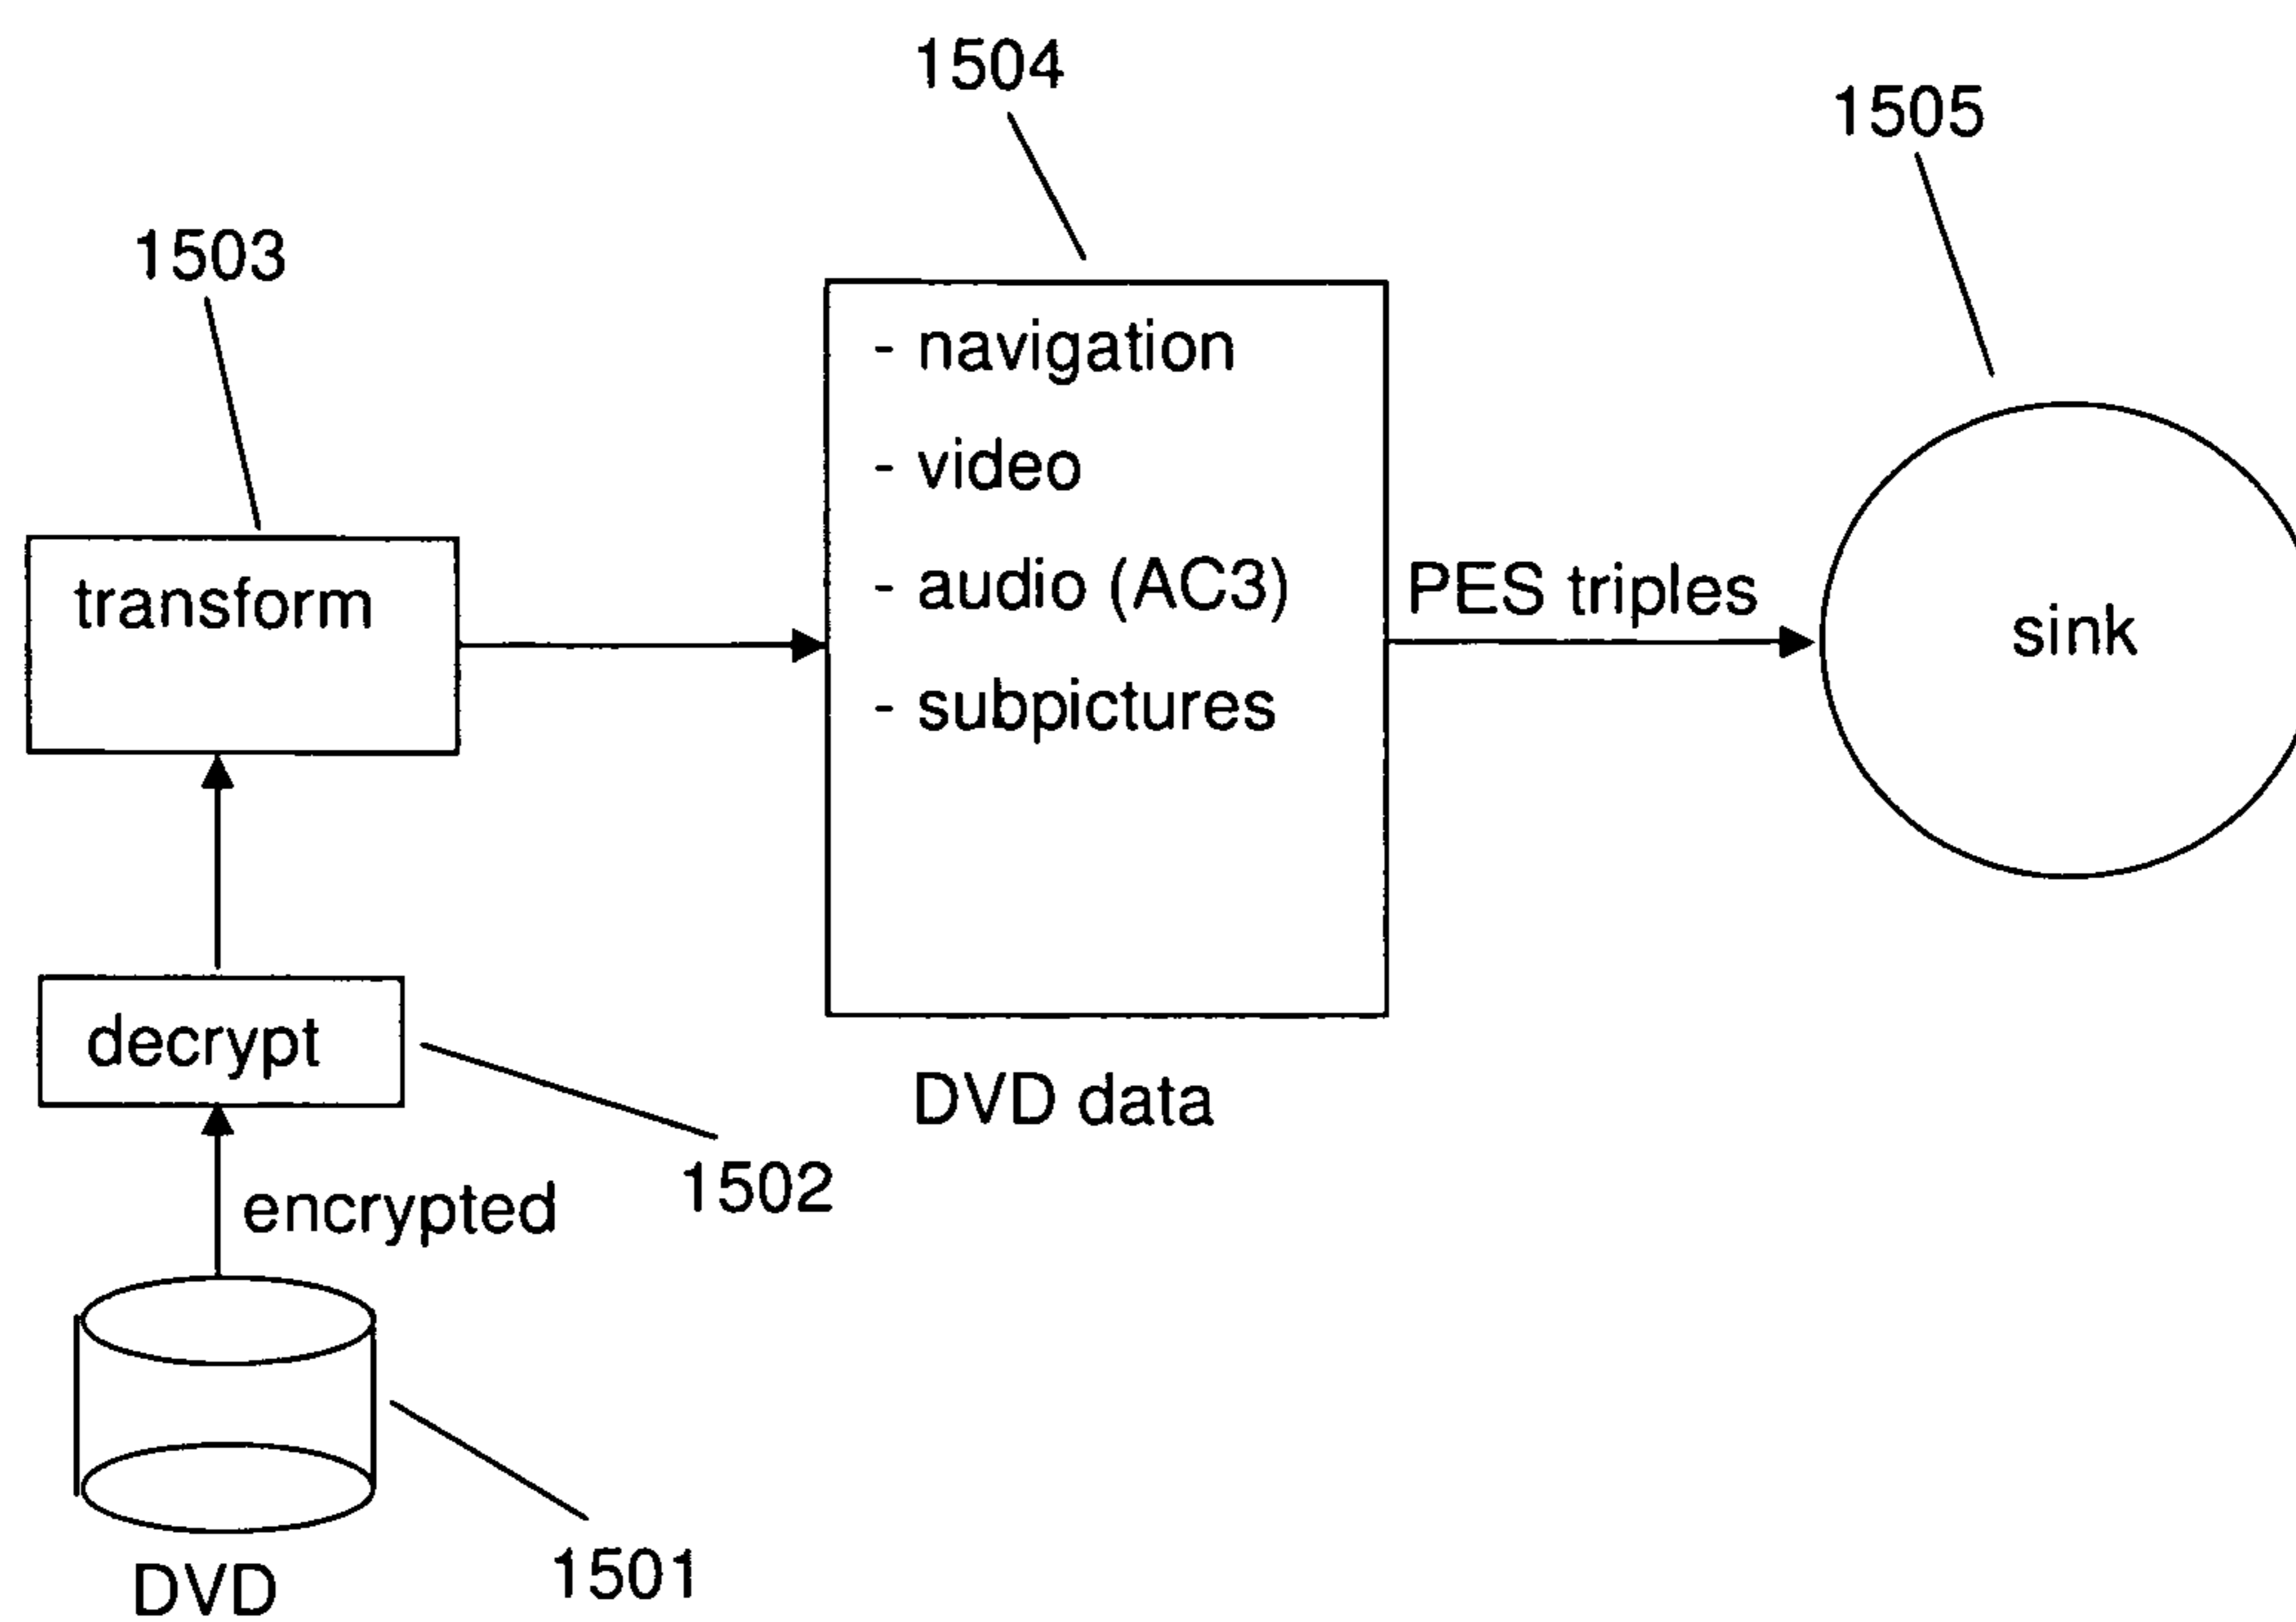 1504
1505
1503
- navigation
- video
- audio (AC3)
- subpictures
PES triples
sink
transform
decrypt
DVD data
1502
encrypted
1501
DVD